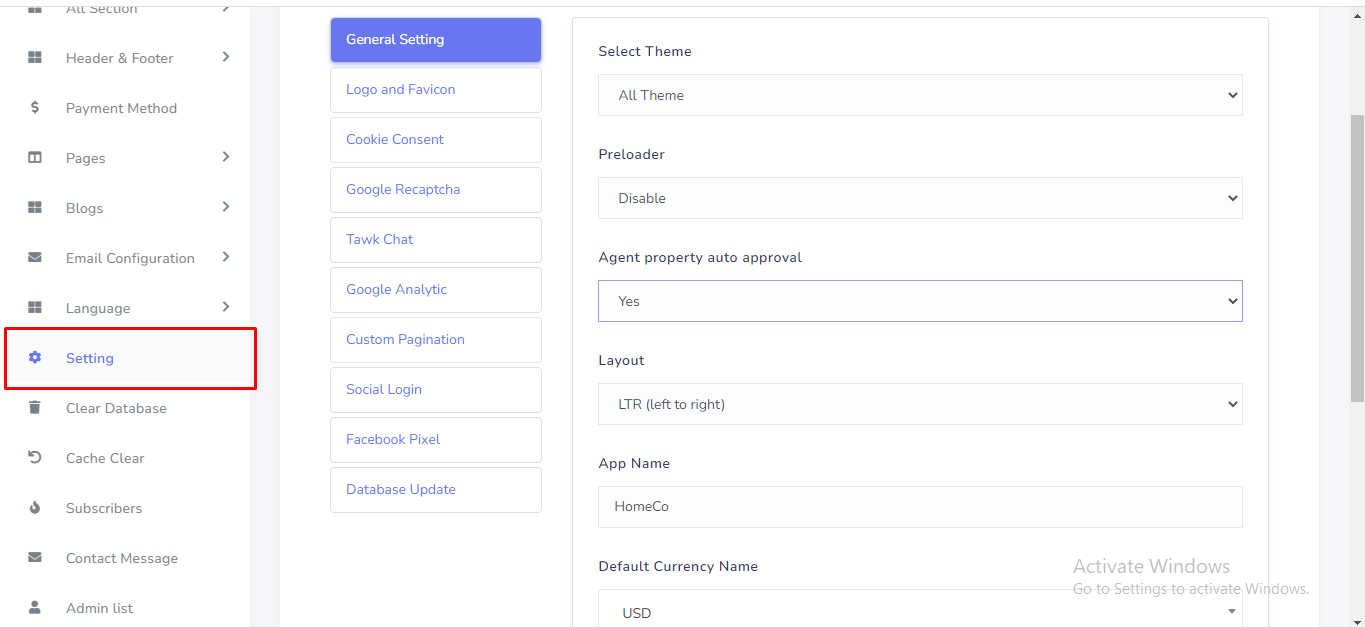 All Section
Header & Footer
Payment Method
Pages
Blogs
Email Configuration
Language
Setting
Clear Database
Cache Clear
Subscribers
Contact Message
Admin list
General Setting
Logo and Favicon
Cookie Consent
Google Recaptcha
Tawk Chat
Google Analytic
Custom Pagination
Social Login
Facebook Pixel
Database Update
Select Theme
All Theme
Preloader
Disable
Agent property auto approval
Yes
Layout
LTR (left to right)
App Name
HomeCo
Default Currency Name
USD
Activate Windows
Go to Settings to activate Windows.